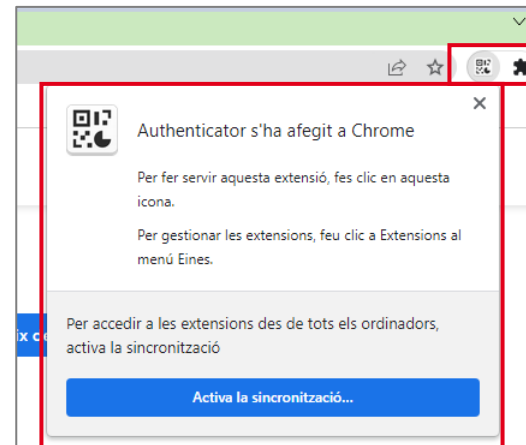 Authenticator s'ha afegit a Chrome
Per fer servir aquesta extensió, fes clic en aquesta
icona.
Per gestionar les extensions, feu clic a Extensions al
menú Eines.
Per accedir a les extensions des de tots els ordinadors,
activa la sincronització
Activa la sincronització...